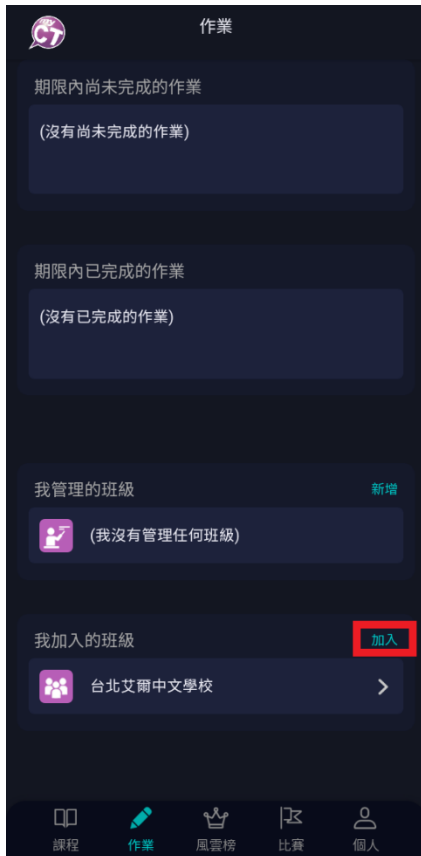 作業
CT
期限內尚未完成的作業
(沒有尚未完成的作業)
期限內已完成的作業
(沒有已完成的作業)
我管理的班級
新增
(我沒有管理任何班級)
我加入的班級
加入
台北艾爾中文學校
課程
作業
風雲榜
比賽
個人